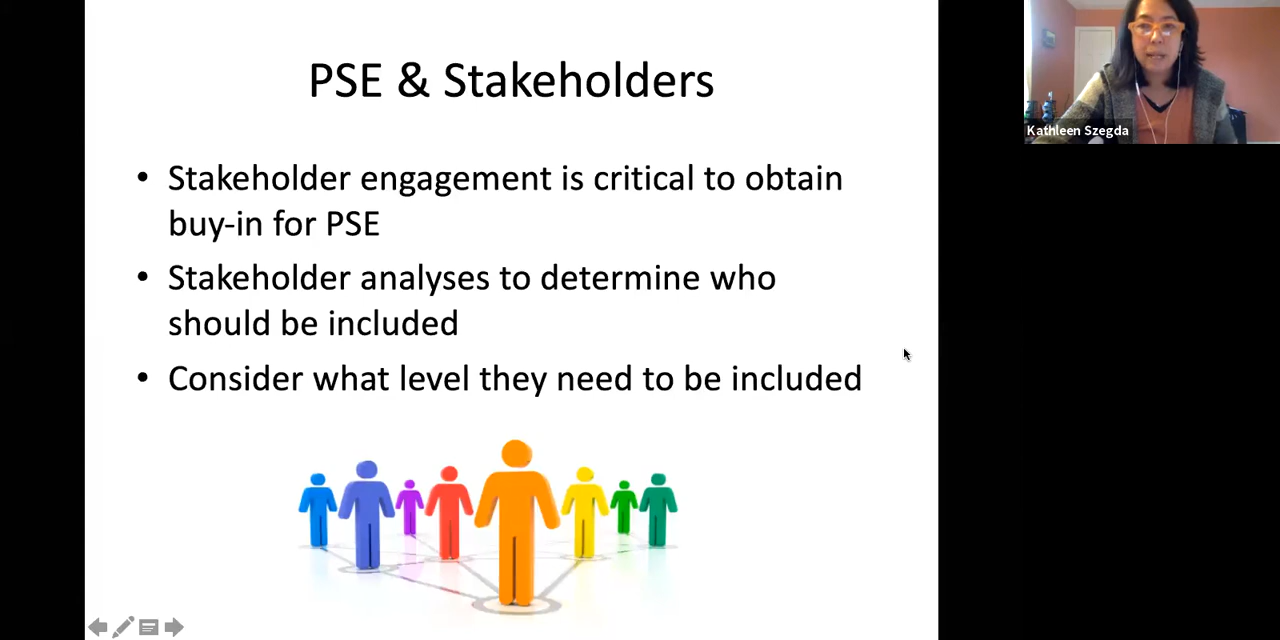 PSE & Stakeholders
• Stakeholder engagement is critical to obtain
buy-in for PSE
• Stakeholder analyses to determine who
should be included
• Consider what level they need to be included
Kathleen Szegda